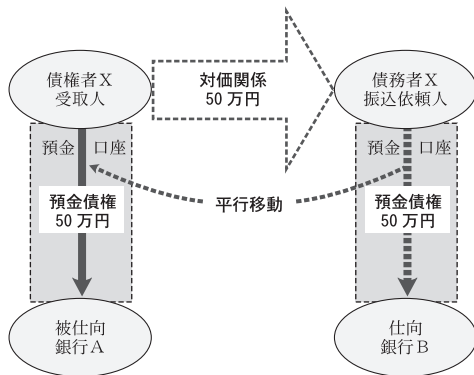 債権者X
受取人
対価関係
50万円
債務者X
振込依頼人
預金 口座
預金 口座
預金債権
50万円
平行移動
預金債権
50万円
被仕向
銀行A
仕向
銀行B